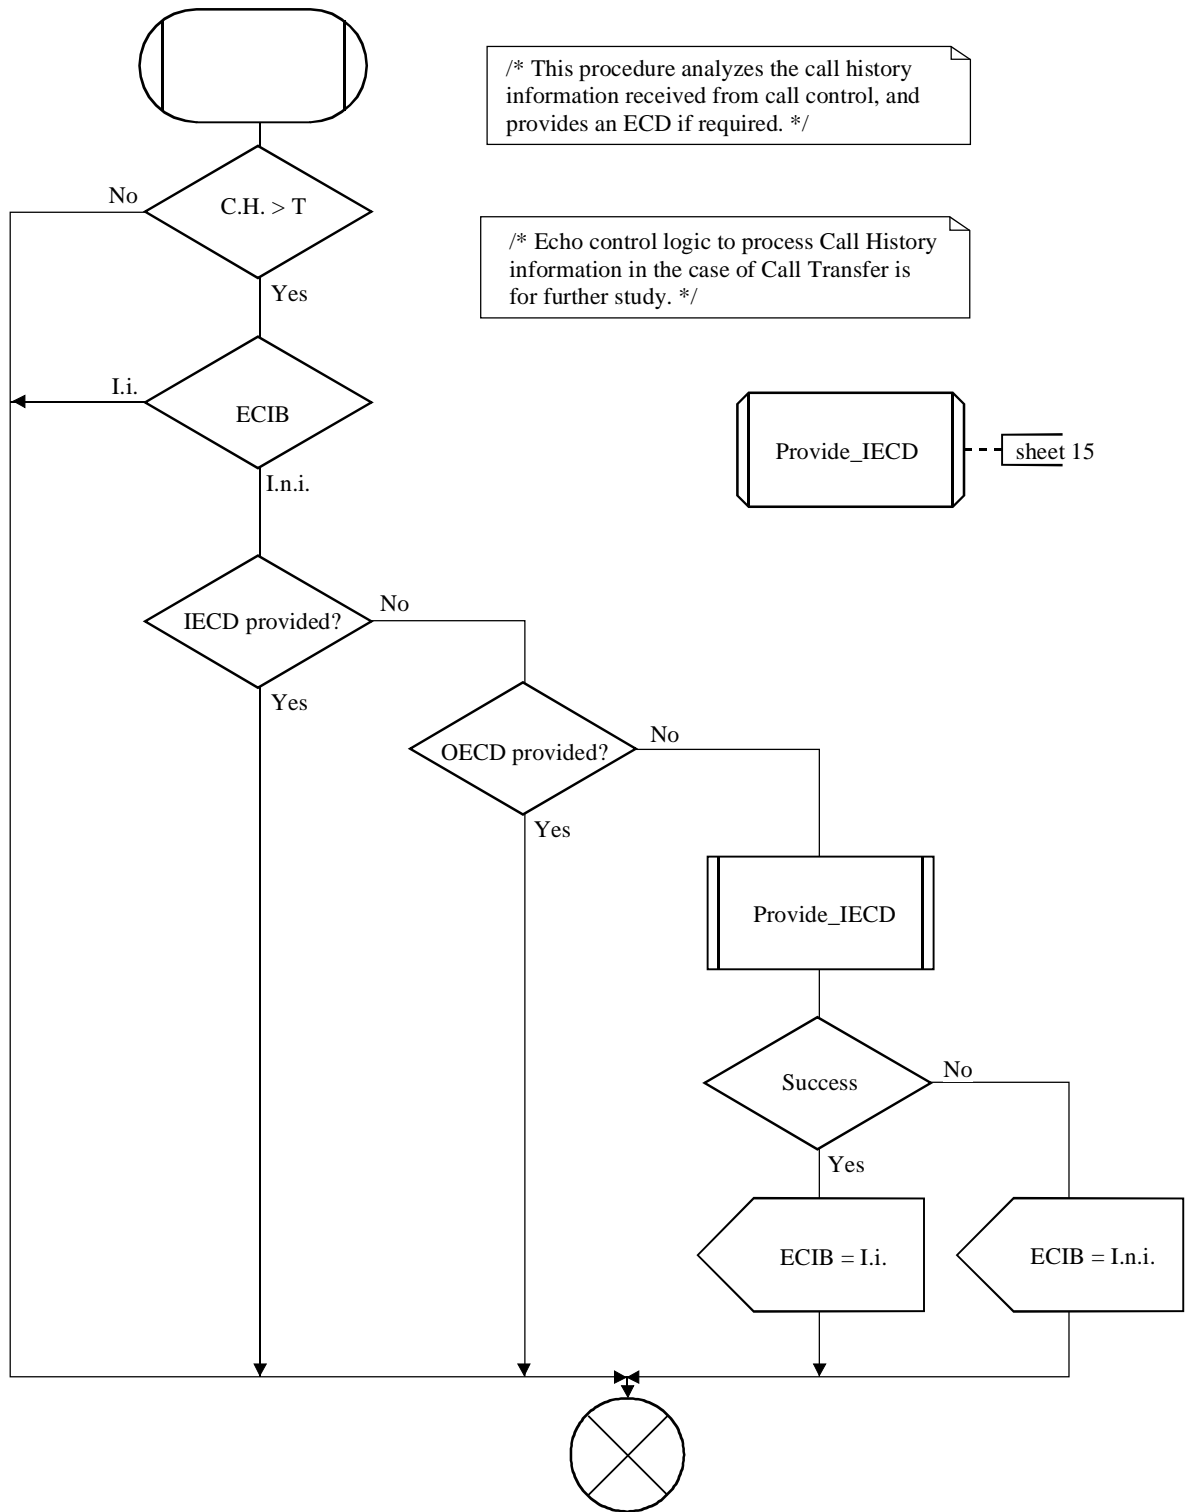 /* This procedure analyzes the call history
information received from call control, and
provides an ECD if required. */
No
C.H. > T
Yes
/* Echo control logic to process Call History
information in the case of Call Transfer is
for further study. */
I.i.
ECIB
I.n.i.
Provide_IECD
sheet 15
IECD provided?
No
Yes
OECD provided?
No
Yes
Provide_IECD
Success
No
Yes
ECIB = I.i.
ECIB = I.n.i.